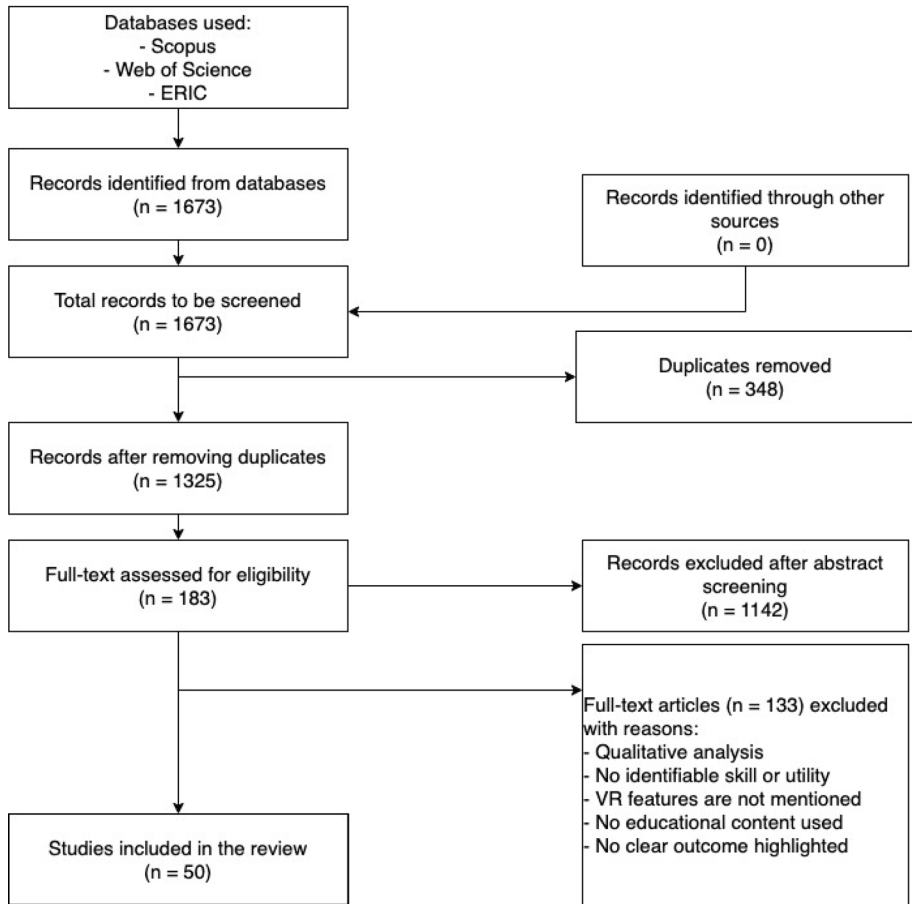 Databases used:
- Scopus
- Web of Science
- ERIC
Records identified from databases
(n = 1673)
Records identified through other
sources
(n = 0)
Total records to be screened
(n = 1673)
Duplicates removed
(n = 348)
Records after removing duplicates
(n = 1325)
Full-text assessed for eligibility
(n = 183)
Records excluded after abstract
screening
(n = 1142)
Full-text articles (n = 133) excluded
with reasons:
- Qualitative analysis
- No identifiable skill or utility
- VR features are not mentioned
- No educational content used
- No clear outcome highlighted
Studies included in the review
(n = 50)